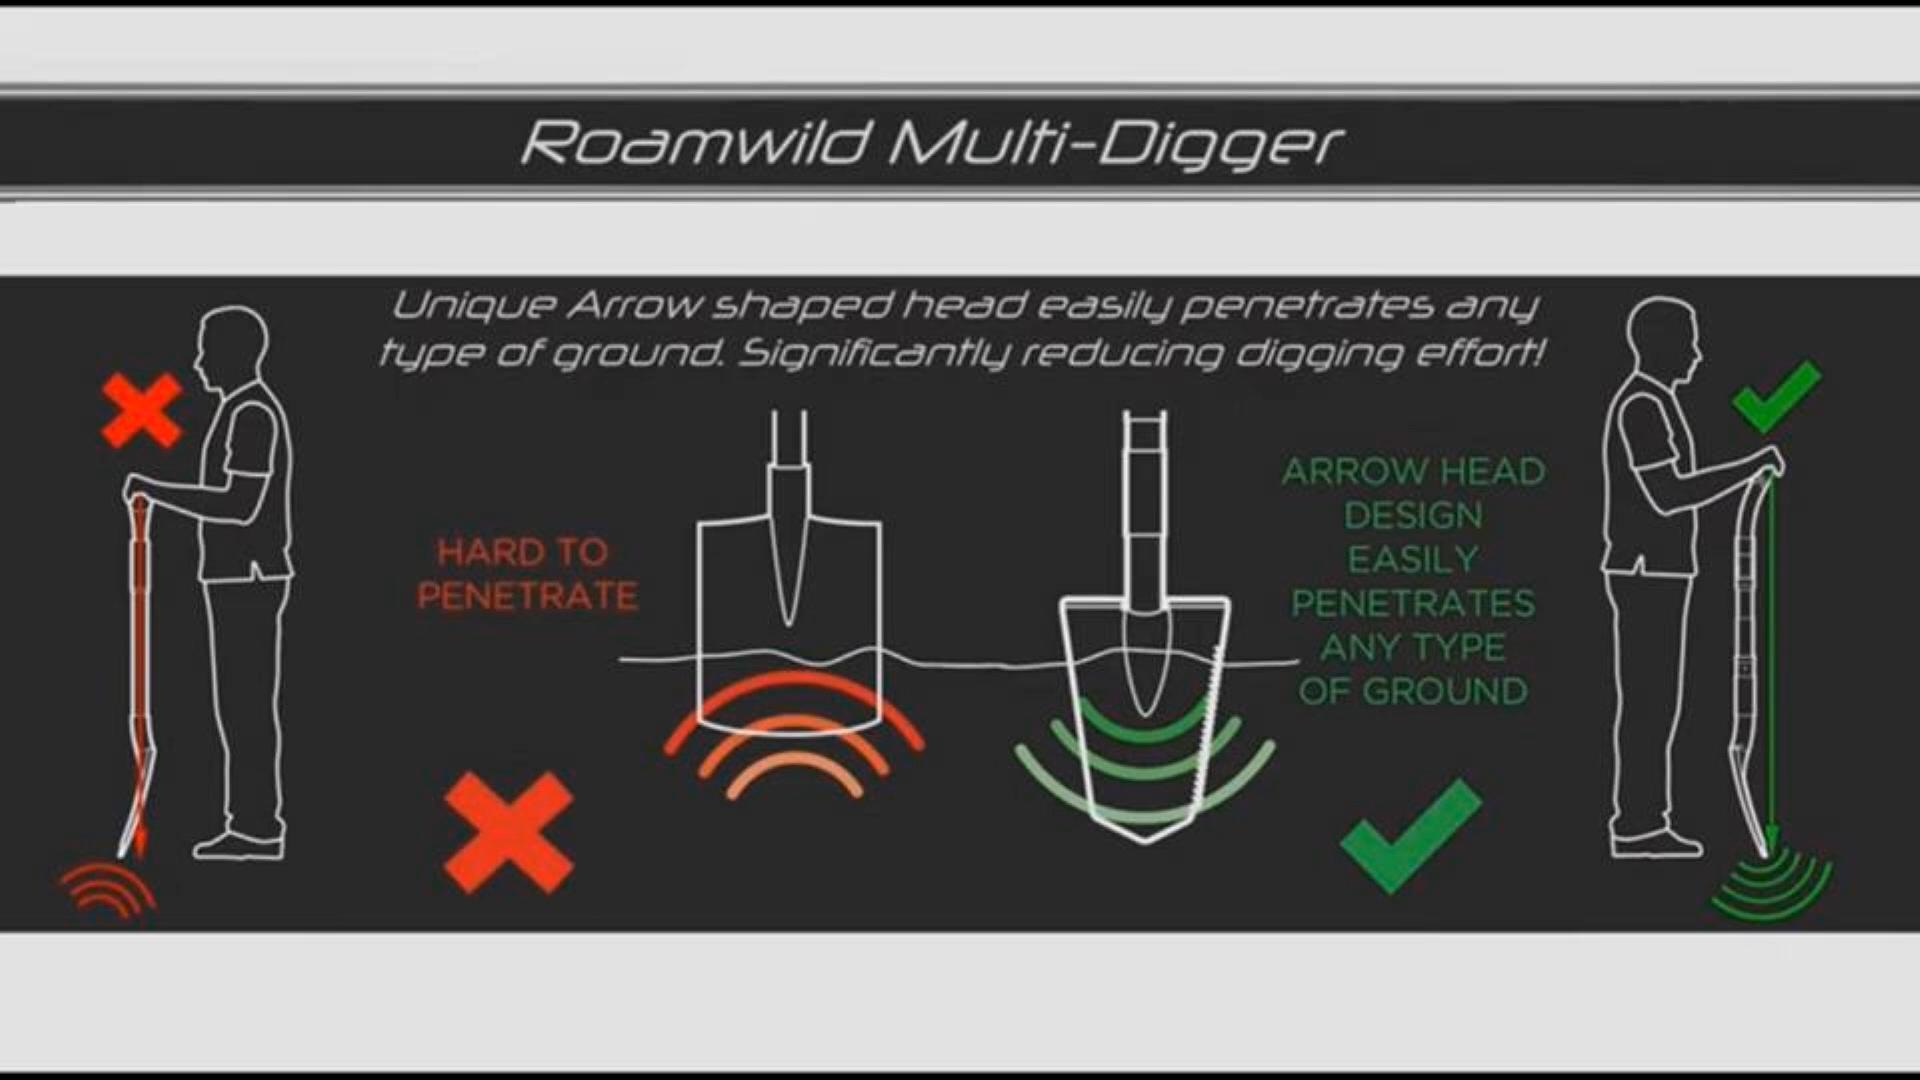 Roamwild Multi-Digger
Unique Arrow shaped head easily penetrates any
type of ground. Significantly reducing digging effort!
HARD TO
PENETRATE
ARROW HEAD
DESIGN
EASILY
PENETRATES
ANY TYPE
OF GROUND